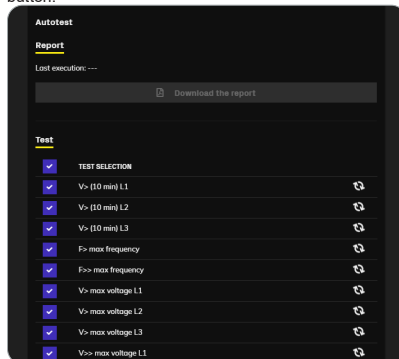 button.
Autotest
Report
Last execution: ---
Download the report
Test
TEST SELECTION
V> (10 min) L1
V> (10 min) L2
V> (10 min) L3
F> max frequency
F>> max frequency
V> max voltage L1
V> max voltage L2
V> max voltage L3
V>> max voltage L1